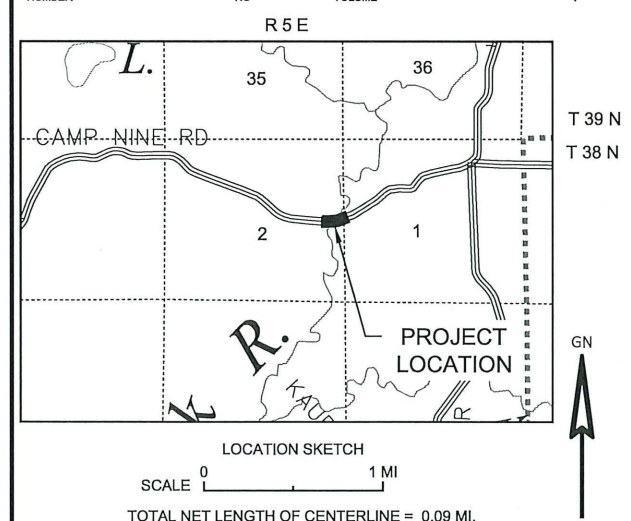 R 5 E
L.
35
36
T 39 N
CAMP NINE RD
T 38 N
2
1
R.
PROJECT
LOCATION
GN
K
KAU
R
LOCATION SKETCH
0 1 MI
SCALE
TOTAL NET LENGTH OF CENTERLINE = 0.09 MI.